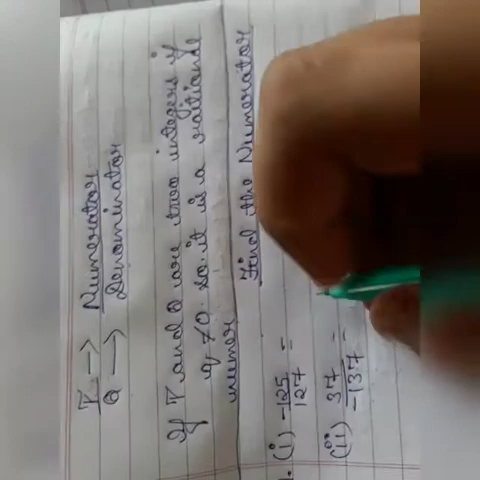 P → Numerator
Q → Denominator
If P and Q are two integers if
q ≠ 0. so it is a raitionale
number
Find the Numerator
1. (i) -125/127 =
(ii) 37/-137 =